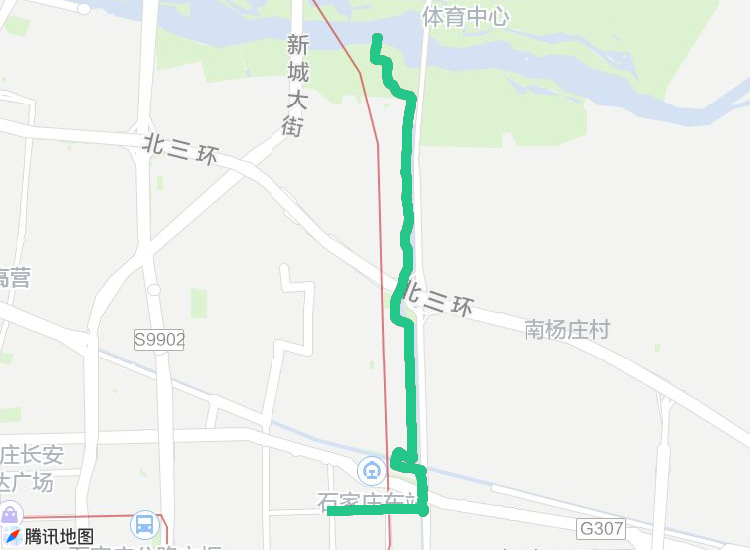 体育中心
新城大街
北三环
高营
北三环
南杨庄村
S9902
庄长安
达广场
石家庄东站
G307
腾讯地图